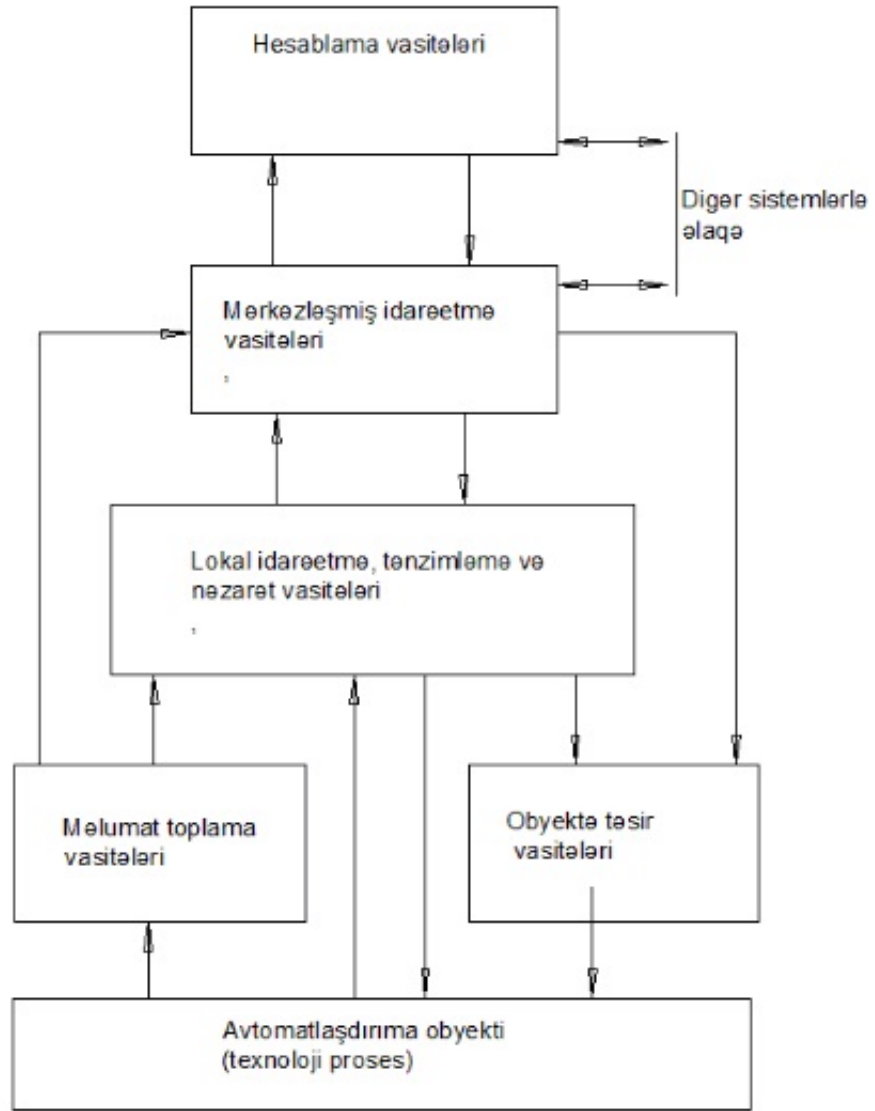 Hesablama vasitələri
Digər sistemlərlə
əlaqə
Mərkəzləşmiş idarəetmə
vasitələri
,
Lokal idarəetmə, tənzimləmə və
nəzarət vasitələri
,
Məlumat toplama
vasitələri
Obyektə təsir
vasitələri
Avtomatlaşdırıma obyekti
(texnoloji proses)